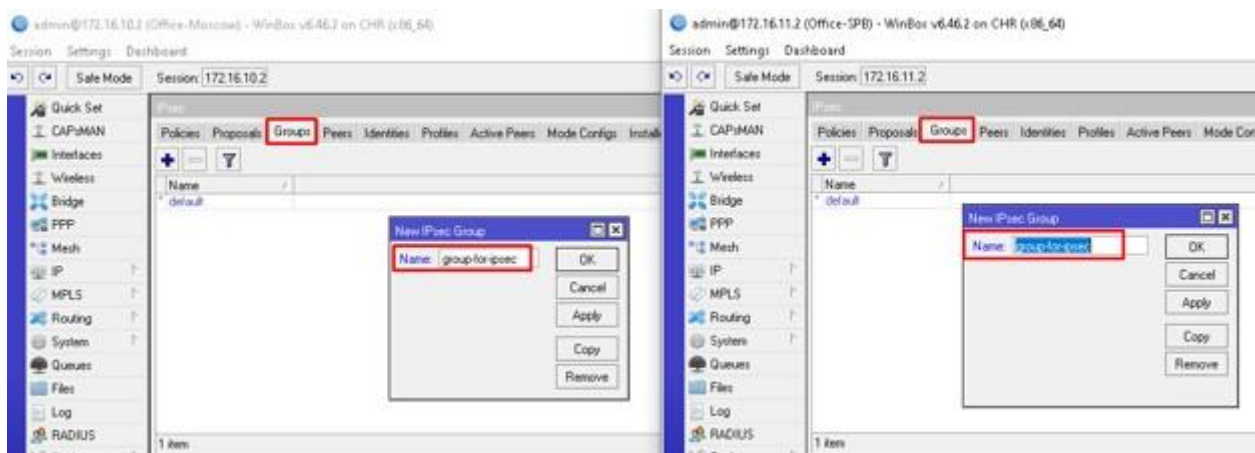 admin@172.16.10.2 (Office-Moscow) - WinBox v6.46.2 on CHR (x86_64)
Session Settings Dashboard
Safe Mode Session: 172.16.10.2
Quick Set
CAPsMAN
Interfaces
Wireless
Bridge
PPP
Mesh
IP
MPLS
Routing
System
Queues
Files
Log
RADIUS
IPsec
Policies Proposals Groups Peers Identities Profiles Active Peers Mode Configs Install
Name
* default
New IPsec Group
Name: group-for-ipsec
OK
Cancel
Apply
Copy
Remove
1 item
admin@172.16.11.2 (Office-SPB) - WinBox v6.46.2 on CHR (x86_64)
Session Settings Dashboard
Safe Mode Session: 172.16.11.2
Quick Set
CAPsMAN
Interfaces
Wireless
Bridge
PPP
Mesh
IP
MPLS
Routing
System
Queues
Files
Log
RADIUS
IPsec
Policies Proposals Groups Peers Identities Profiles Active Peers Mode Con
Name
* default
New IPsec Group
Name: group-for-ipsec
OK
Cancel
Apply
Copy
Remove
1 item